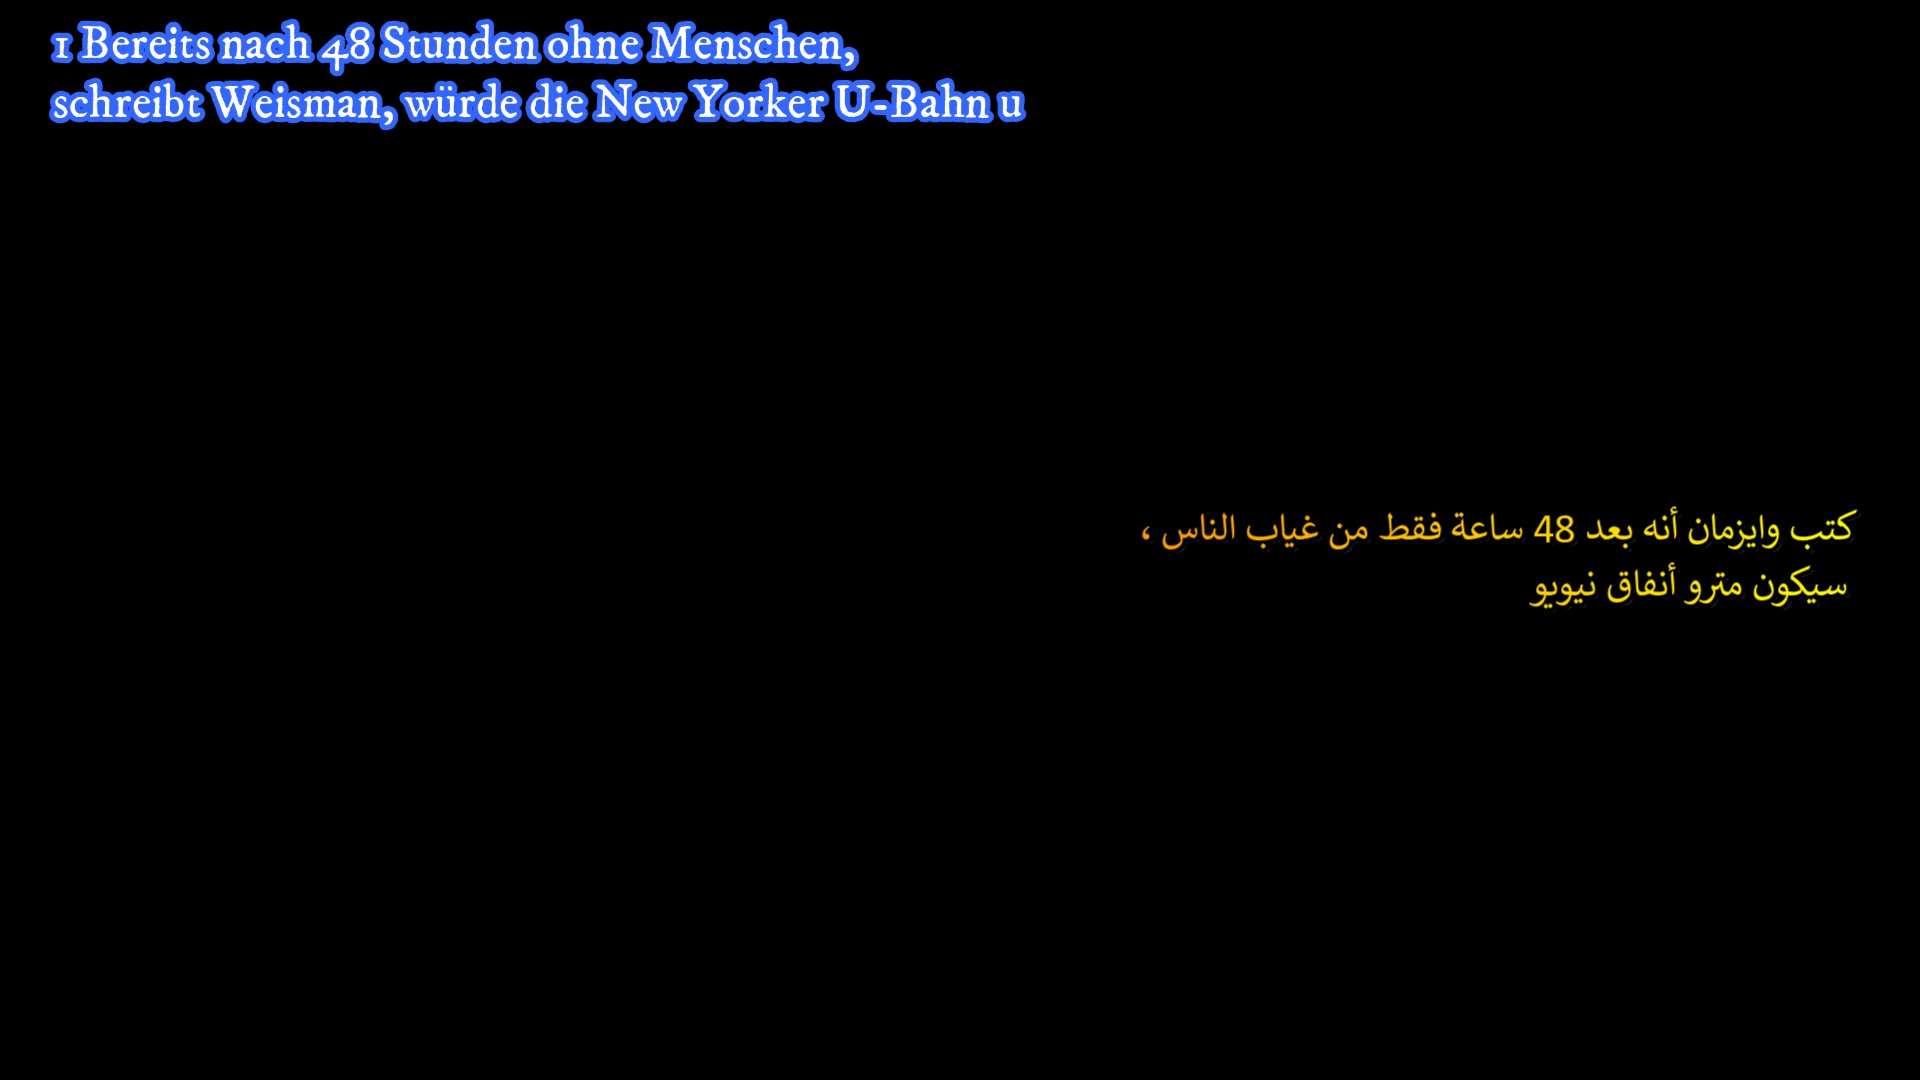 1 Bereits nach 48 Stunden ohne Menschen,
schreibt Weisman, würde die New Yorker U-Bahn u
كتب وايزمان أنه بعد 48 ساعة فقط من غياب الناس ،
سيكون مترو أنفاق نيويو